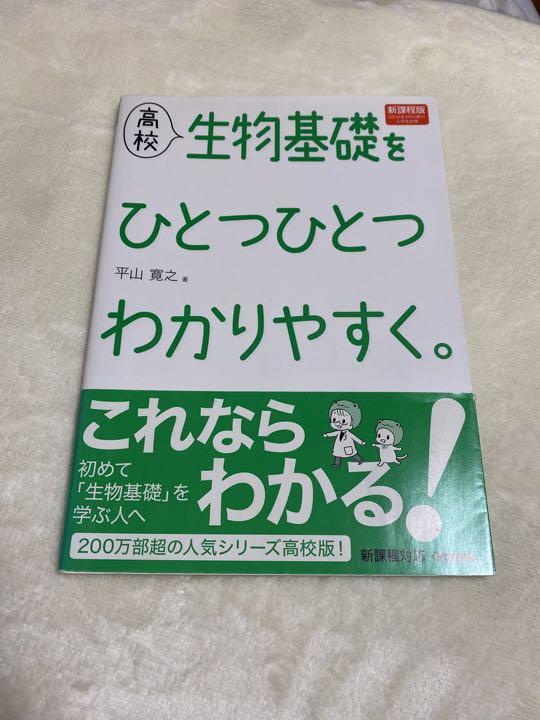 高校
生物基礎を
新課程版
ひとつひとつ
平山 寛之 著
わかりやすく。
これなら
わかる!
初めて
「生物基礎」を
学ぶ人へ
200万部超の人気シリーズ高校版!
新課程対応